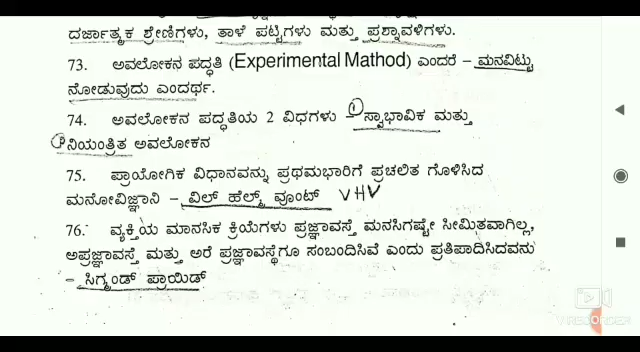 ದರ್ಜಾತ್ಮಕ ಶ್ರೇಣಿಗಳು, ತಾಳೆ ಪಟ್ಟಿಗಳು ಮತ್ತು ಪ್ರಶ್ನಾವಳಿಗಳು.
73. ಅವಲೋಕನ ಪದ್ಧತಿ (Experimental Mathod) ಎಂದರೆ – ಮನವಿಟ್ಟು
ನೋಡುವುದು ಎಂದರ್ಥ.
74. ಅವಲೋಕನ ಪದ್ಧತಿಯ 2 ವಿಧಗಳು – ① ಸ್ವಾಭಾವಿಕ ಮತ್ತು
② ನಿಯಂತ್ರಿತ ಅವಲೋಕನ
75. ಪ್ರಾಯೋಗಿಕ ವಿಧಾನವನ್ನು ಪ್ರಥಮಭಾರಿಗೆ ಪ್ರಚಲಿತ ಗೊಳಿಸಿದ
ಮನೋವಿಜ್ಞಾನಿ – ವಿಲ್ ಹೆಲ್ಮ್ ವೂಂಟ್ VHV
76. ವ್ಯಕ್ತಿಯ ಮಾನಸಿಕ ಕ್ರಿಯೆಗಳು ಪ್ರಜ್ಞಾವಸ್ತೆ ಮನಸಿಗಷ್ಟೇ ಸೀಮಿತವಾಗಿಲ್ಲ,
ಅಪ್ರಜ್ಞಾವಸ್ತೆ ಮತ್ತು ಅರೆ ಪ್ರಜ್ಞಾವಸ್ಥೆಗೂ ಸಂಬಂದಿಸಿವೆ ಎಂದು ಪ್ರತಿಪಾದಿಸಿದವನು
– ಸಿಗ್ಮಂಡ್ ಪ್ರಾಯಿಡ್